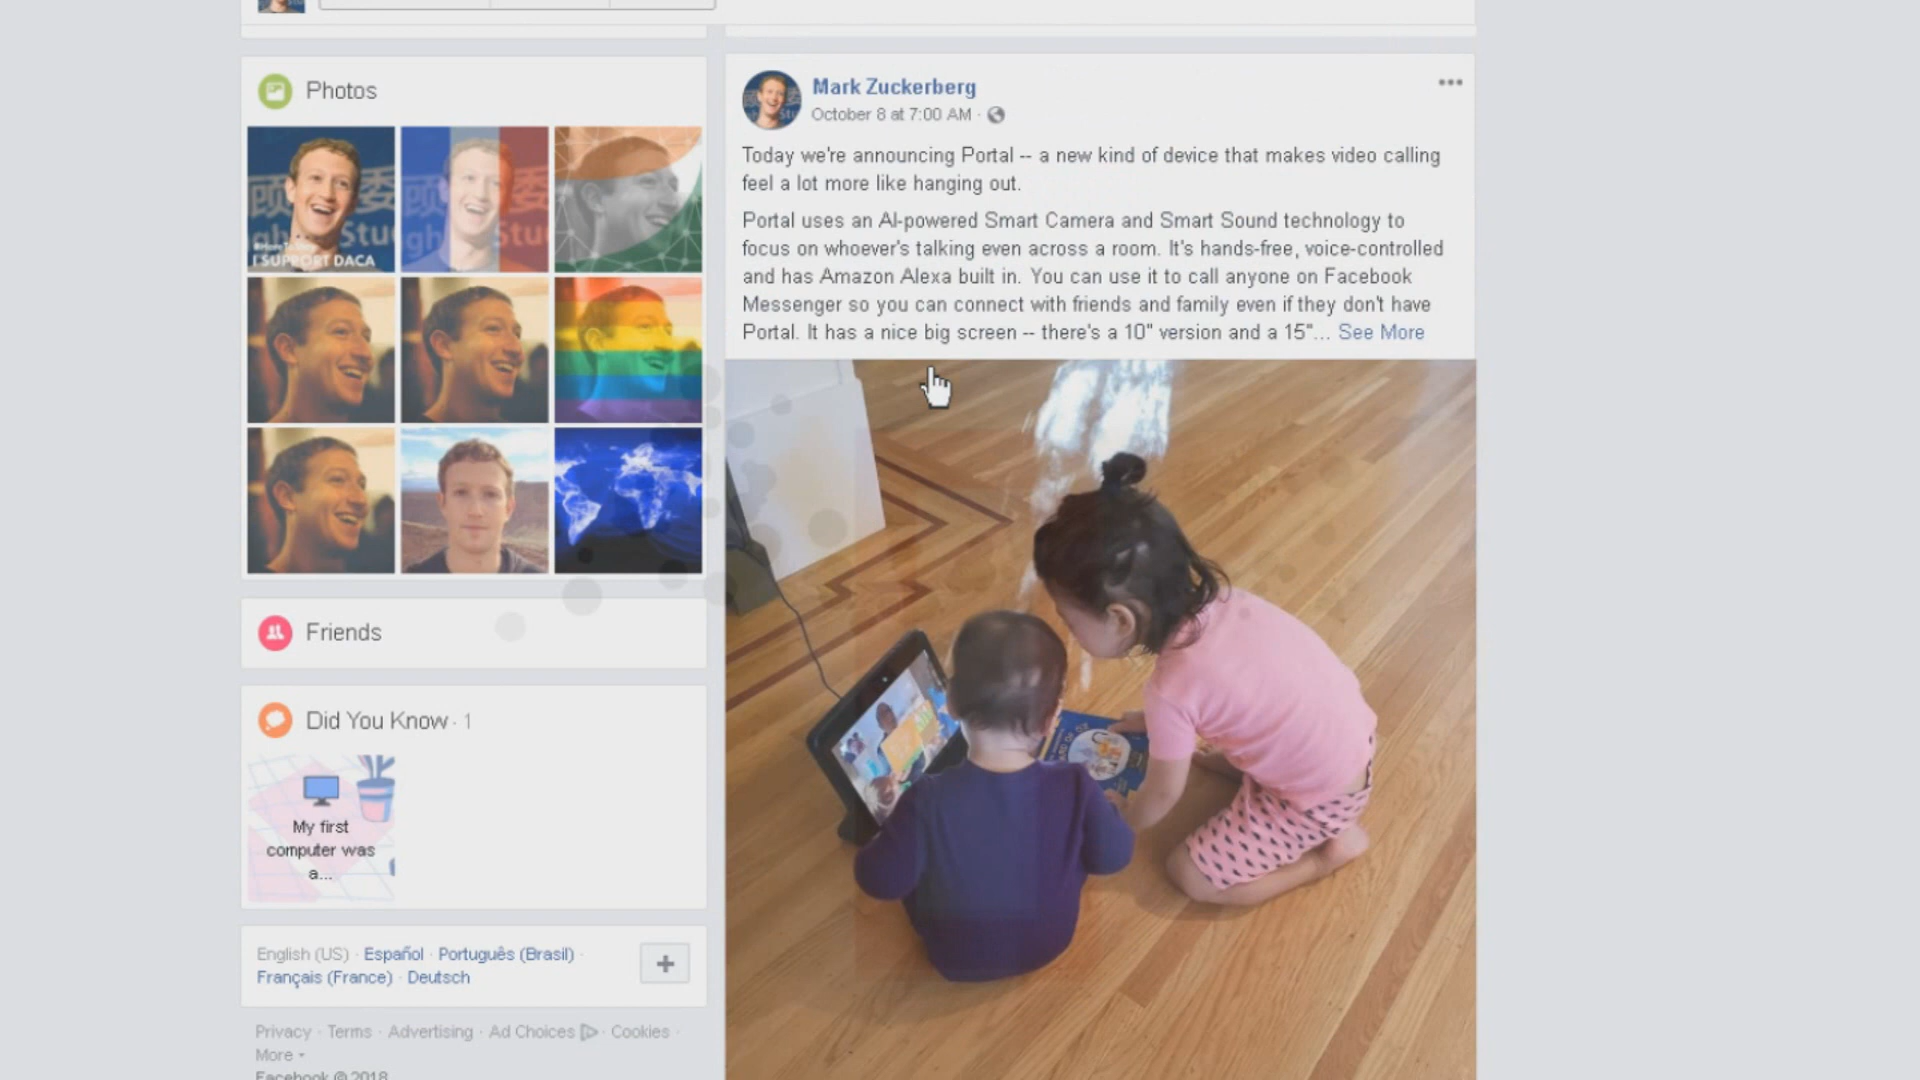 Photos
I SUPPORT DACA
Friends
Did You Know · 1
My first
computer was
a...
English (US) · Español · Português (Brasil) ·
Français (France) · Deutsch
+
Privacy · Terms · Advertising · Ad Choices · Cookies ·
More
Facebook © 2018
Mark Zuckerberg
October 8 at 7:00 AM ·
Today we're announcing Portal -- a new kind of device that makes video calling
feel a lot more like hanging out.
Portal uses an AI-powered Smart Camera and Smart Sound technology to
focus on whoever's talking even across a room. It's hands-free, voice-controlled
and has Amazon Alexa built in. You can use it to call anyone on Facebook
Messenger so you can connect with friends and family even if they don't have
Portal. It has a nice big screen -- there's a 10" version and a 15"... See More